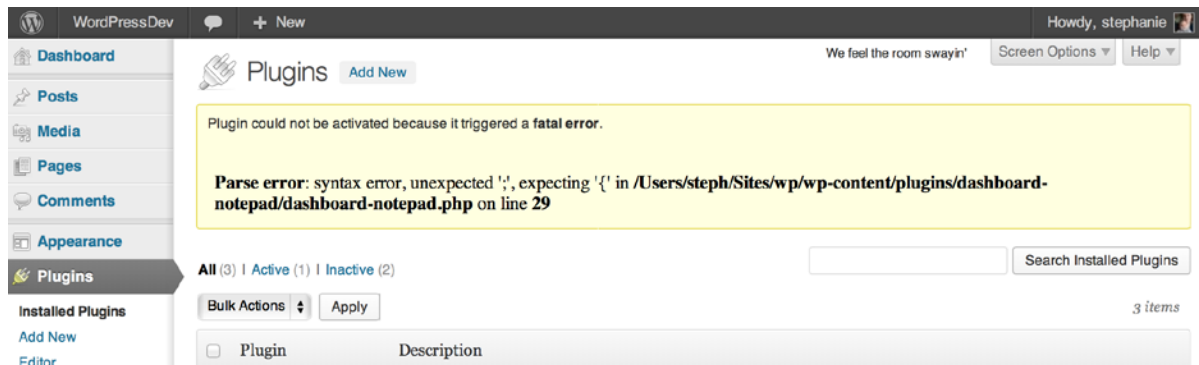 WordPressDev + New Howdy, stephanie
Dashboard
Posts
Media
Pages
Comments
Appearance
Plugins
Installed Plugins
Add New
Editor
We feel the room swayin' Screen Options Help
Plugins Add New
Plugin could not be activated because it triggered a fatal error.
Parse error: syntax error, unexpected ';', expecting '{' in /Users/steph/Sites/wp/wp-content/plugins/dashboard-
notepad/dashboard-notepad.php on line 29
All (3) | Active (1) | Inactive (2) Search Installed Plugins
Bulk Actions Apply 3 items
Plugin Description